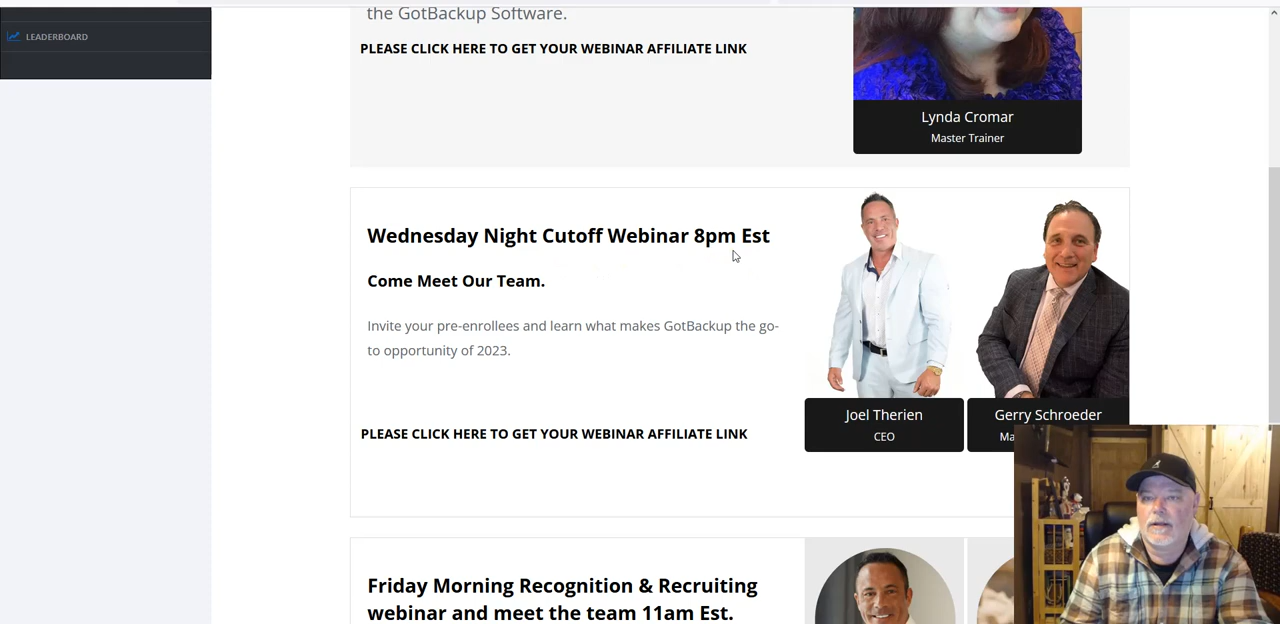 the GotBackup Software.
LEADERBOARD
PLEASE CLICK HERE TO GET YOUR WEBINAR AFFILIATE LINK
Lynda Cromar
Master Trainer
Wednesday Night Cutoff Webinar 8pm Est
Come Meet Our Team.
Invite your pre-enrollees and learn what makes GotBackup the go-
to opportunity of 2023.
Joel Therien
CEO
Gerry Schroeder
PLEASE CLICK HERE TO GET YOUR WEBINAR AFFILIATE LINK
Friday Morning Recognition & Recruiting
webinar and meet the team 11am Est.